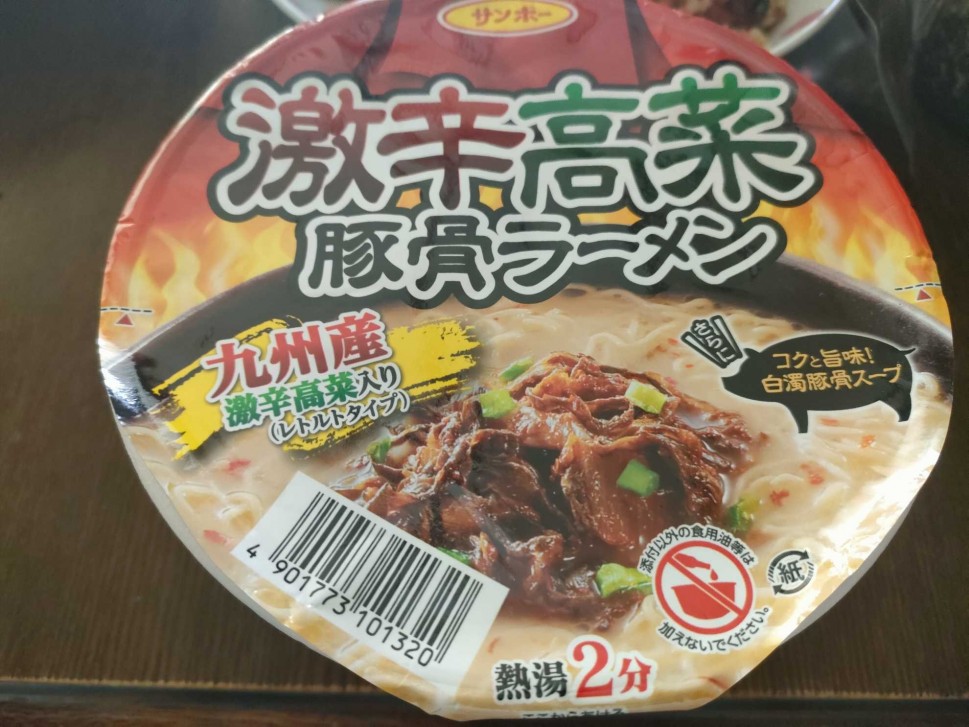 サンポー
激辛高菜
豚骨ラーメン
九州産
激辛高菜入り
(レトルトタイプ)
さらに
コクと旨味!
白濁豚骨スープ
添付以外の食用油等は
加えないでください。
紙
4 901773 101320
熱湯2分